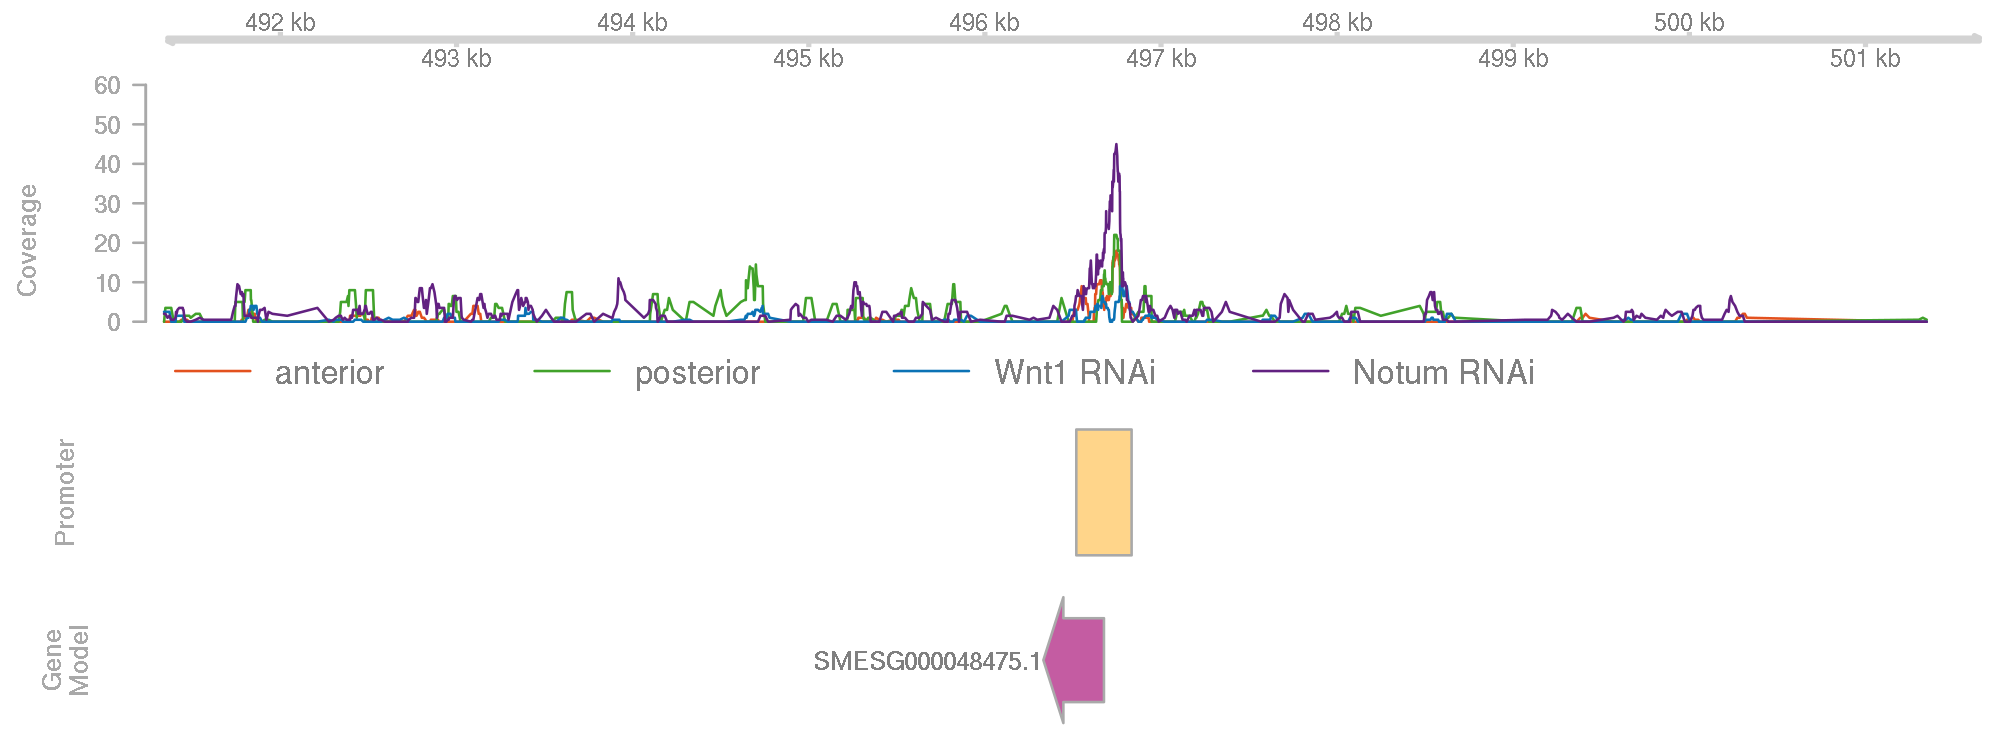 492 kb 494 kb 496 kb 498 kb 500 kb
493 kb 495 kb 497 kb 499 kb 501 kb
60
50
40
30
20
10
0
Coverage
anterior posterior Wnt1 RNAi Notum RNAi
Promoter
Gene
Model
SMESG000048475.1